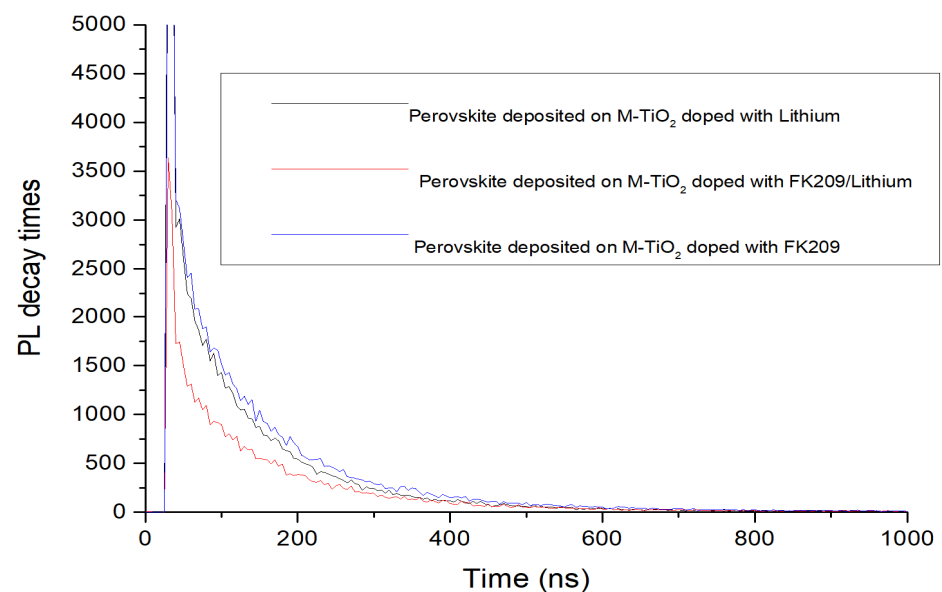 5000
4500
4000
3500
3000
2500
2000
1500
1000
500
0
PL decay times
Perovskite deposited on M-TiO₂ doped with Lithium
Perovskite deposited on M-TiO₂ doped with FK209/Lithium
Perovskite deposited on M-TiO₂ doped with FK209
0 200 400 600 800 1000
Time (ns)